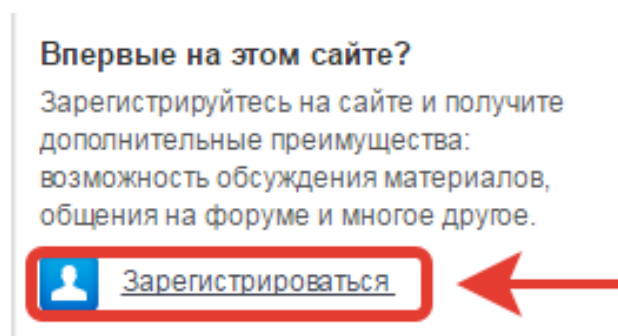 Впервые на этом сайте?
Зарегистрируйтесь на сайте и получите
дополнительные преимущества:
возможность обсуждения материалов,
общения на форуме и многое другое.
Зарегистрироваться